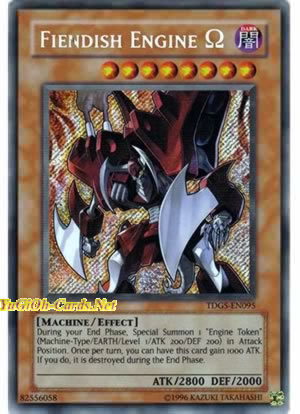 FIENDISH ENGINE Ω
DARK
闇
TDGS-EN095
YuGiOh-Cards.Net
[MACHINE/EFFECT]
During your End Phase, Special Summon 1 "Engine Token"
(Machine-Type/EARTH/Level 1/ATK 200/DEF 200) in Attack
Position. Once per turn, you can have this card gain 1000 ATK.
If you do, it is destroyed during the End Phase.
ATK/2800 DEF/2000
82556058
©1996 KAZUKI TAKAHASHI